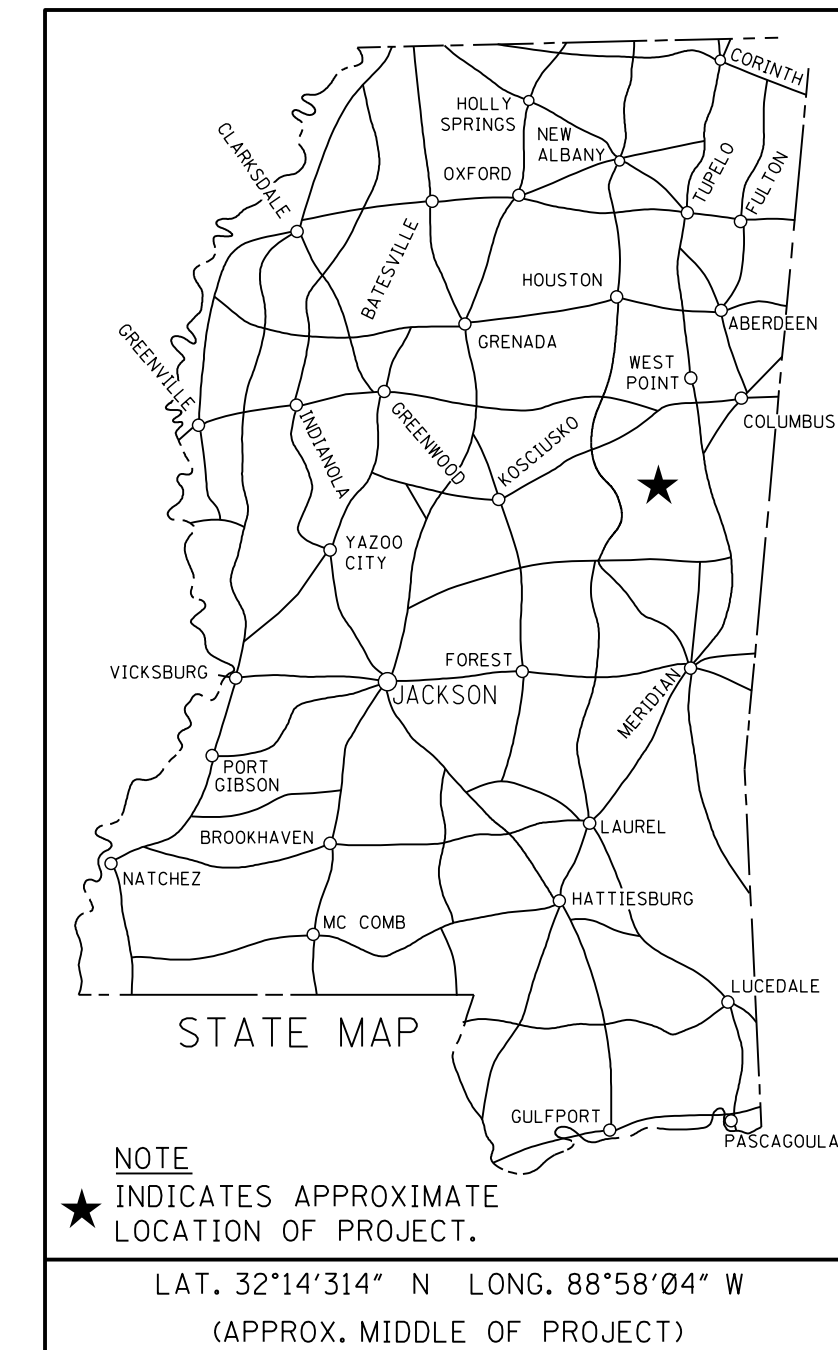 CORINTH
HOLLY
SPRINGS
NEW
ALBANY
CLARKSDALE
OXFORD
TUPELO
FULTON
BATESVILLE
HOUSTON
GREENVILLE
GRENADA
ABERDEEN
WEST
POINT
INDIANOLA
GREENWOOD
KOSCIUSKO
COLUMBUS
YAZOO
CITY
VICKSBURG
FOREST
JACKSON
MERIDIAN
PORT
GIBSON
BROOKHAVEN
LAUREL
NATCHEZ
HATTIESBURG
MC COMB
LUCEDALE
STATE MAP
GULFPORT
PASCAGOULA
NOTE
INDICATES APPROXIMATE
LOCATION OF PROJECT.
LAT. 32°14'314" N LONG. 88°58'04" W
(APPROX. MIDDLE OF PROJECT)